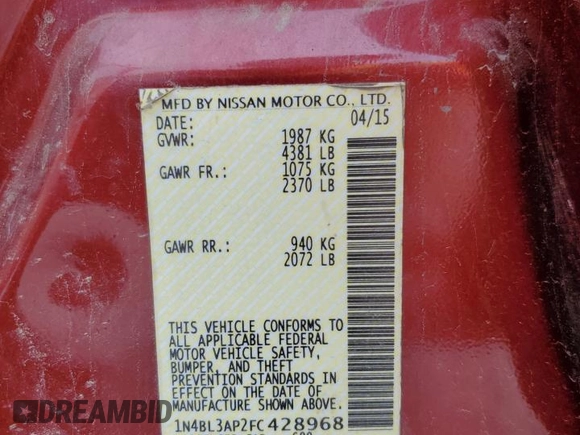 MFD BY NISSAN MOTOR CO., LTD.
DATE: 04/15
GVWR: 1987 KG
4381 LB
GAWR FR.: 1075 KG
2370 LB
GAWR RR.: 940 KG
2072 LB
THIS VEHICLE CONFORMS TO
ALL APPLICABLE FEDERAL
MOTOR VEHICLE SAFETY,
BUMPER, AND THEFT
PREVENTION STANDARDS IN
EFFECT ON THE DATE OF
MANUFACTURE SHOWN ABOVE.
1N4BL3AP2FC428968
DREAMBID